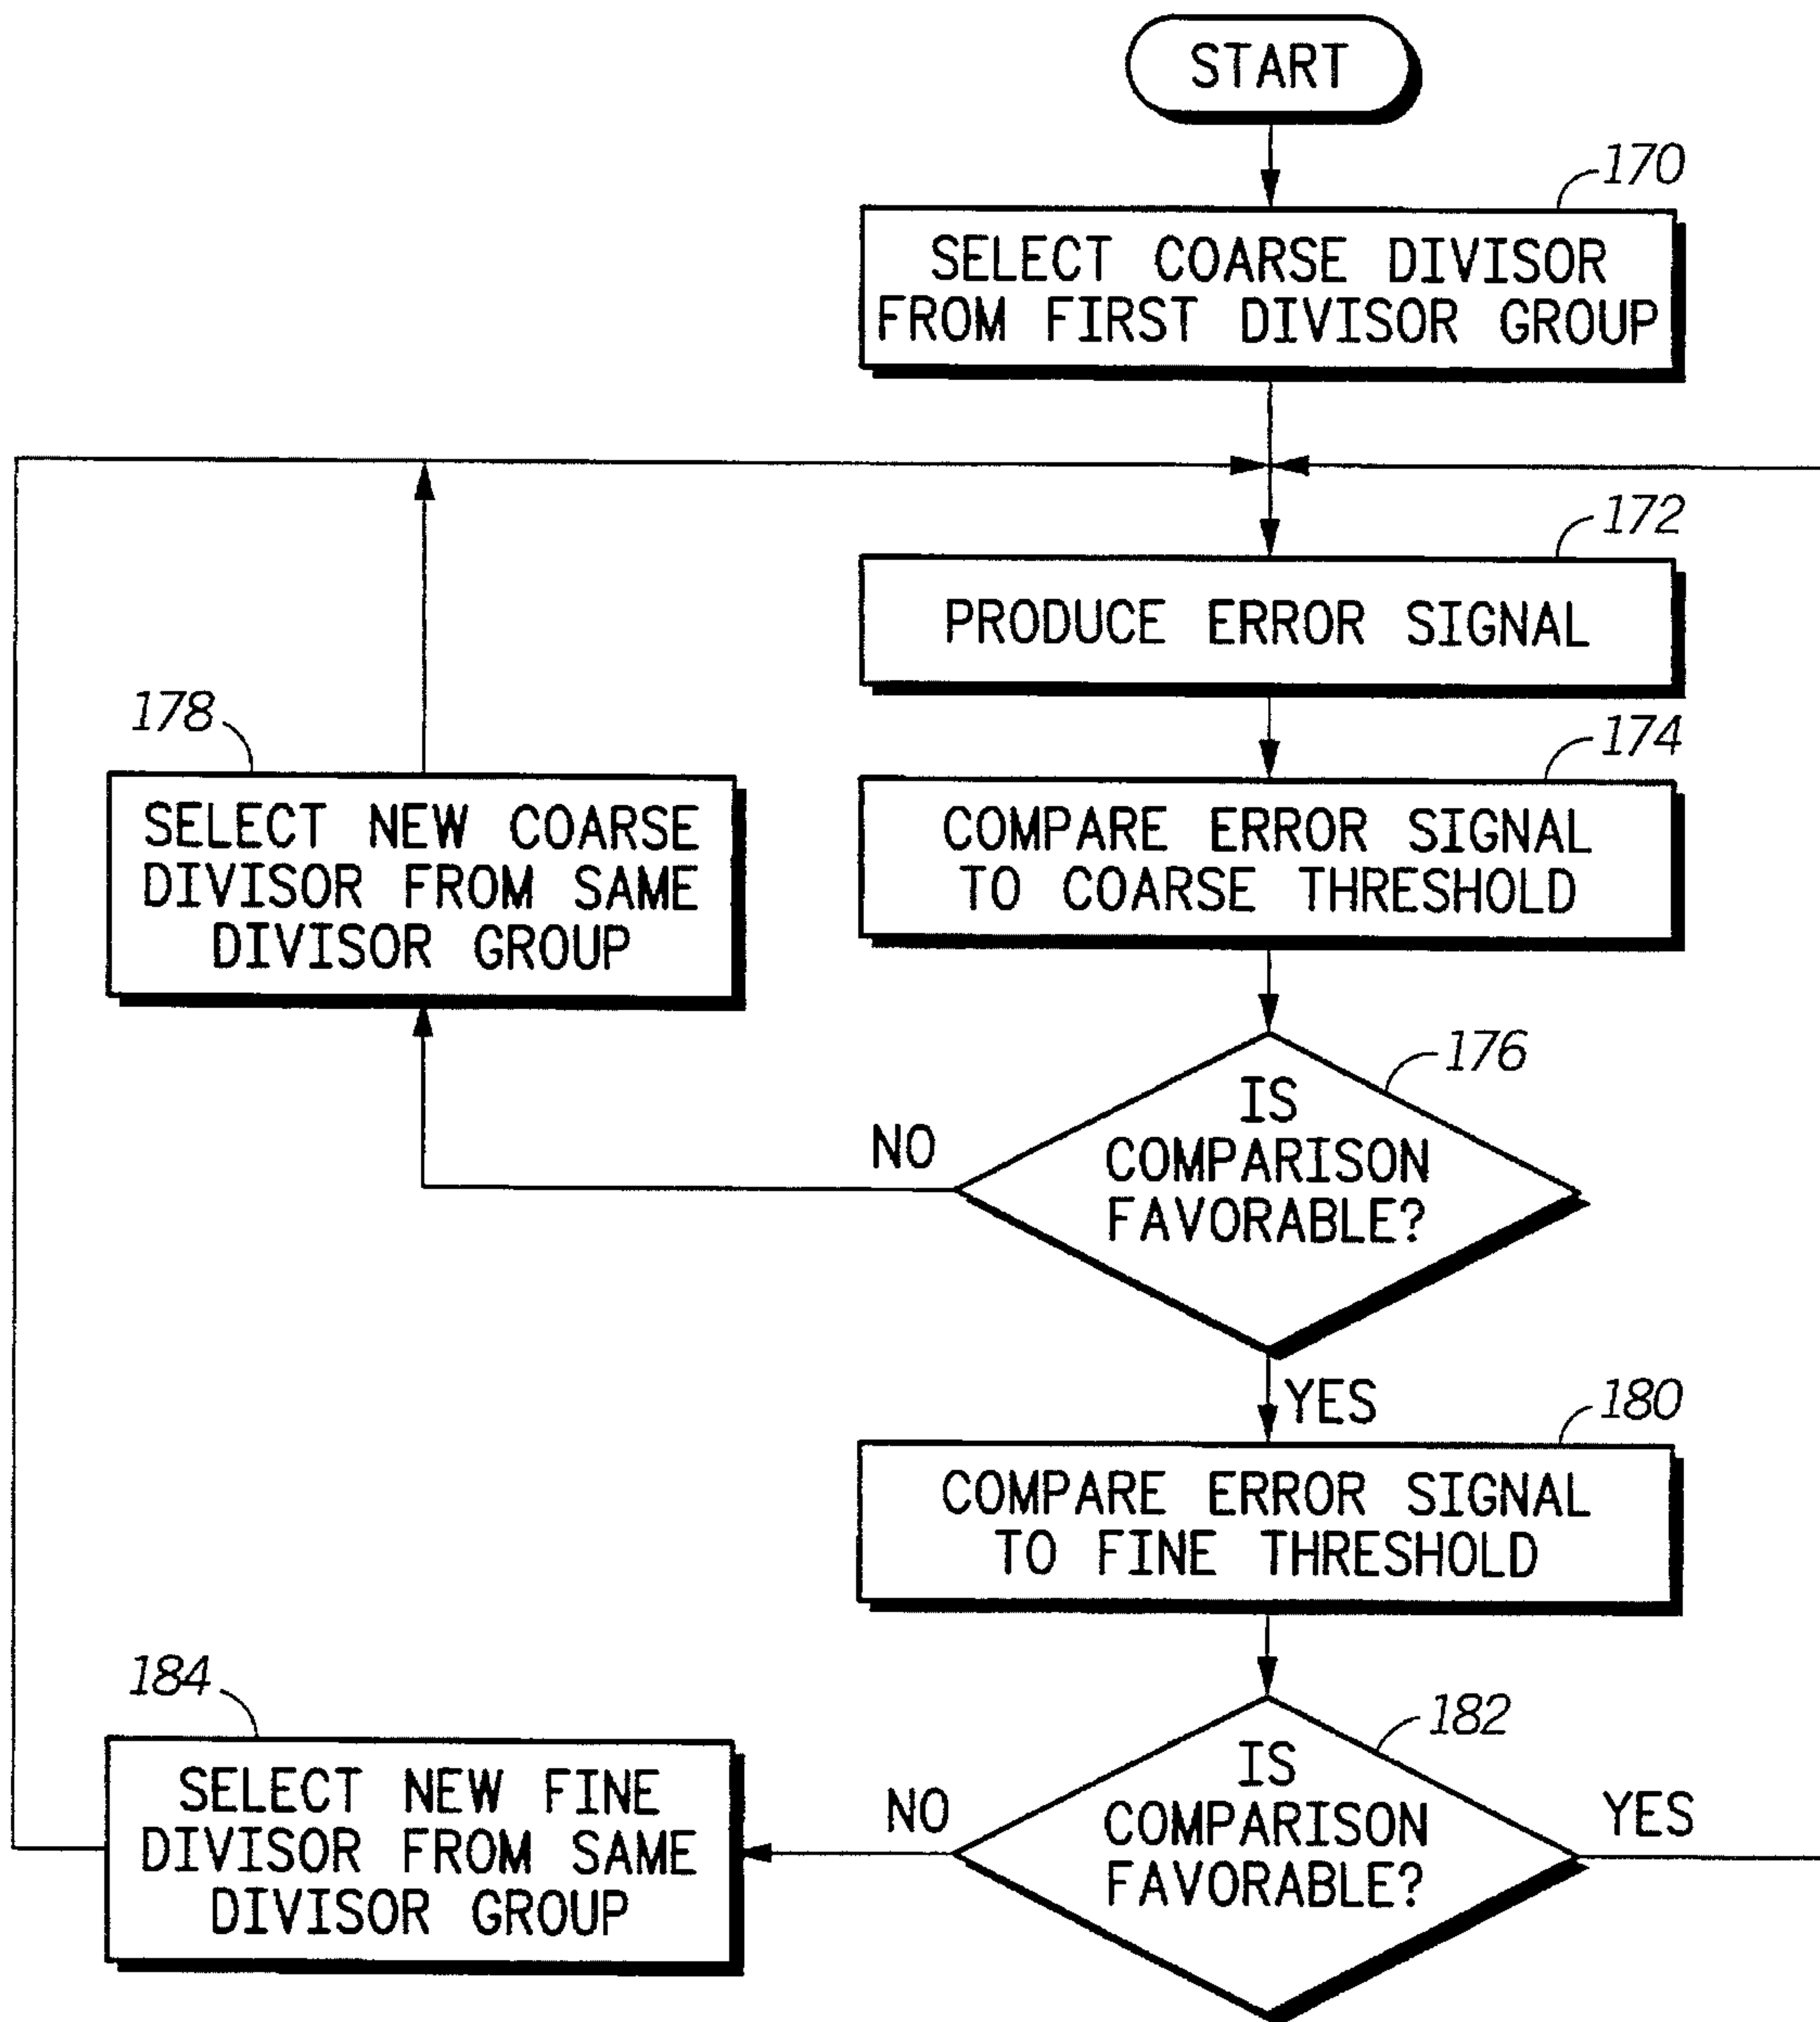 START
170
SELECT COARSE DIVISOR
FROM FIRST DIVISOR GROUP
172
PRODUCE ERROR SIGNAL
174
COMPARE ERROR SIGNAL
TO COARSE THRESHOLD
178
SELECT NEW COARSE
DIVISOR FROM SAME
DIVISOR GROUP
176
IS
COMPARISON
FAVORABLE?
NO
YES
180
COMPARE ERROR SIGNAL
TO FINE THRESHOLD
182
IS
COMPARISON
FAVORABLE?
NO
YES
184
SELECT NEW FINE
DIVISOR FROM SAME
DIVISOR GROUP